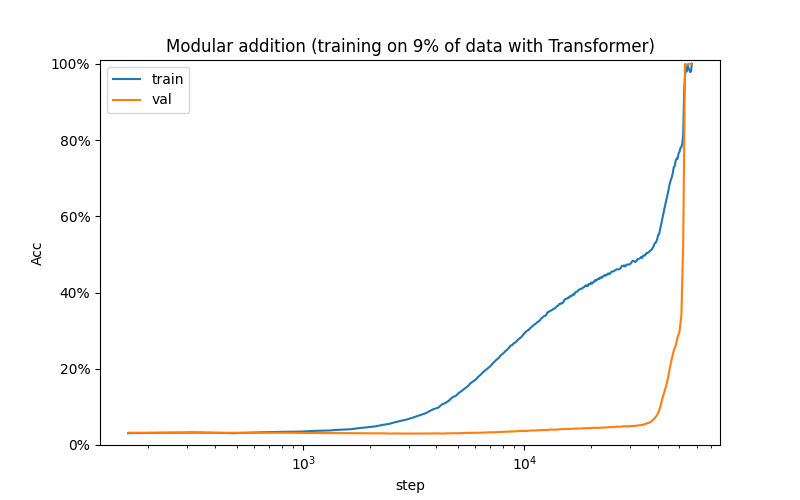 Modular addition (training on 9% of data with Transformer)
train
val
100%
80%
60%
40%
20%
0%
Acc
10³
10⁴
step